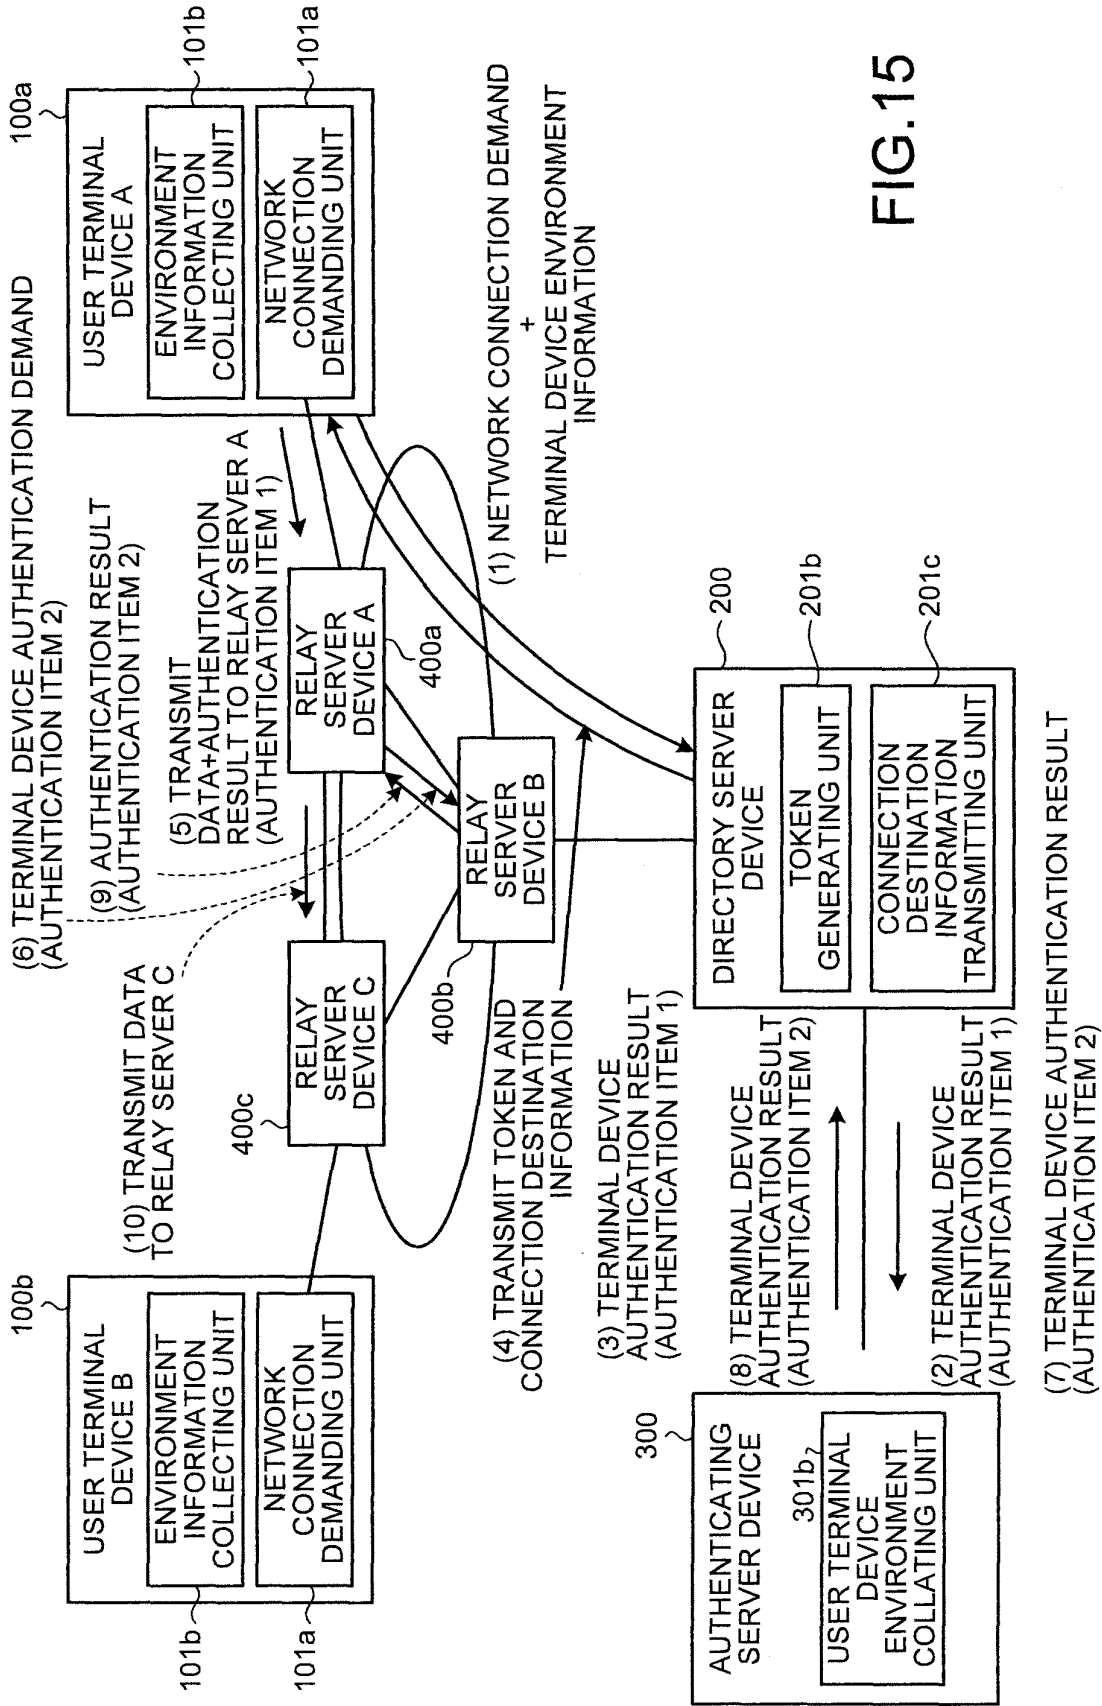 100b
USER TERMINAL
DEVICE B
ENVIRONMENT
INFORMATION
COLLECTING UNIT
101b
NETWORK
CONNECTION
DEMANDING UNIT
101a
(6) TERMINAL DEVICE AUTHENTICATION DEMAND
(AUTHENTICATION ITEM 2)
(9) AUTHENTICATION RESULT
(AUTHENTICATION ITEM 2)
(10) TRANSMIT DATA
TO RELAY SERVER C
(5) TRANSMIT
DATA+AUTHENTICATION
RESULT TO RELAY SERVER A
(AUTHENTICATION ITEM 1)
100a
USER TERMINAL
DEVICE A
ENVIRONMENT
INFORMATION
COLLECTING UNIT
101b
NETWORK
CONNECTION
DEMANDING UNIT
101a
400c
RELAY
SERVER
DEVICE C
RELAY
SERVER
DEVICE A
400a
400b
RELAY
SERVER
DEVICE B
(1) NETWORK CONNECTION DEMAND
+
TERMINAL DEVICE ENVIRONMENT
INFORMATION
(4) TRANSMIT TOKEN AND
CONNECTION DESTINATION
INFORMATION
(3) TERMINAL DEVICE
AUTHENTICATION RESULT
(AUTHENTICATION ITEM 1)
300
AUTHENTICATING
SERVER DEVICE
301b
USER TERMINAL
DEVICE
ENVIRONMENT
COLLATING UNIT
(8) TERMINAL DEVICE
AUTHENTICATION RESULT
(AUTHENTICATION ITEM 2)
(2) TERMINAL DEVICE
AUTHENTICATION RESULT
(AUTHENTICATION ITEM 1)
(7) TERMINAL DEVICE AUTHENTICATION RESULT
(AUTHENTICATION ITEM 2)
200
DIRECTORY SERVER
DEVICE
TOKEN
GENERATING UNIT
201b
CONNECTION
DESTINATION
INFORMATION
TRANSMITTING UNIT
201c
FIG.15